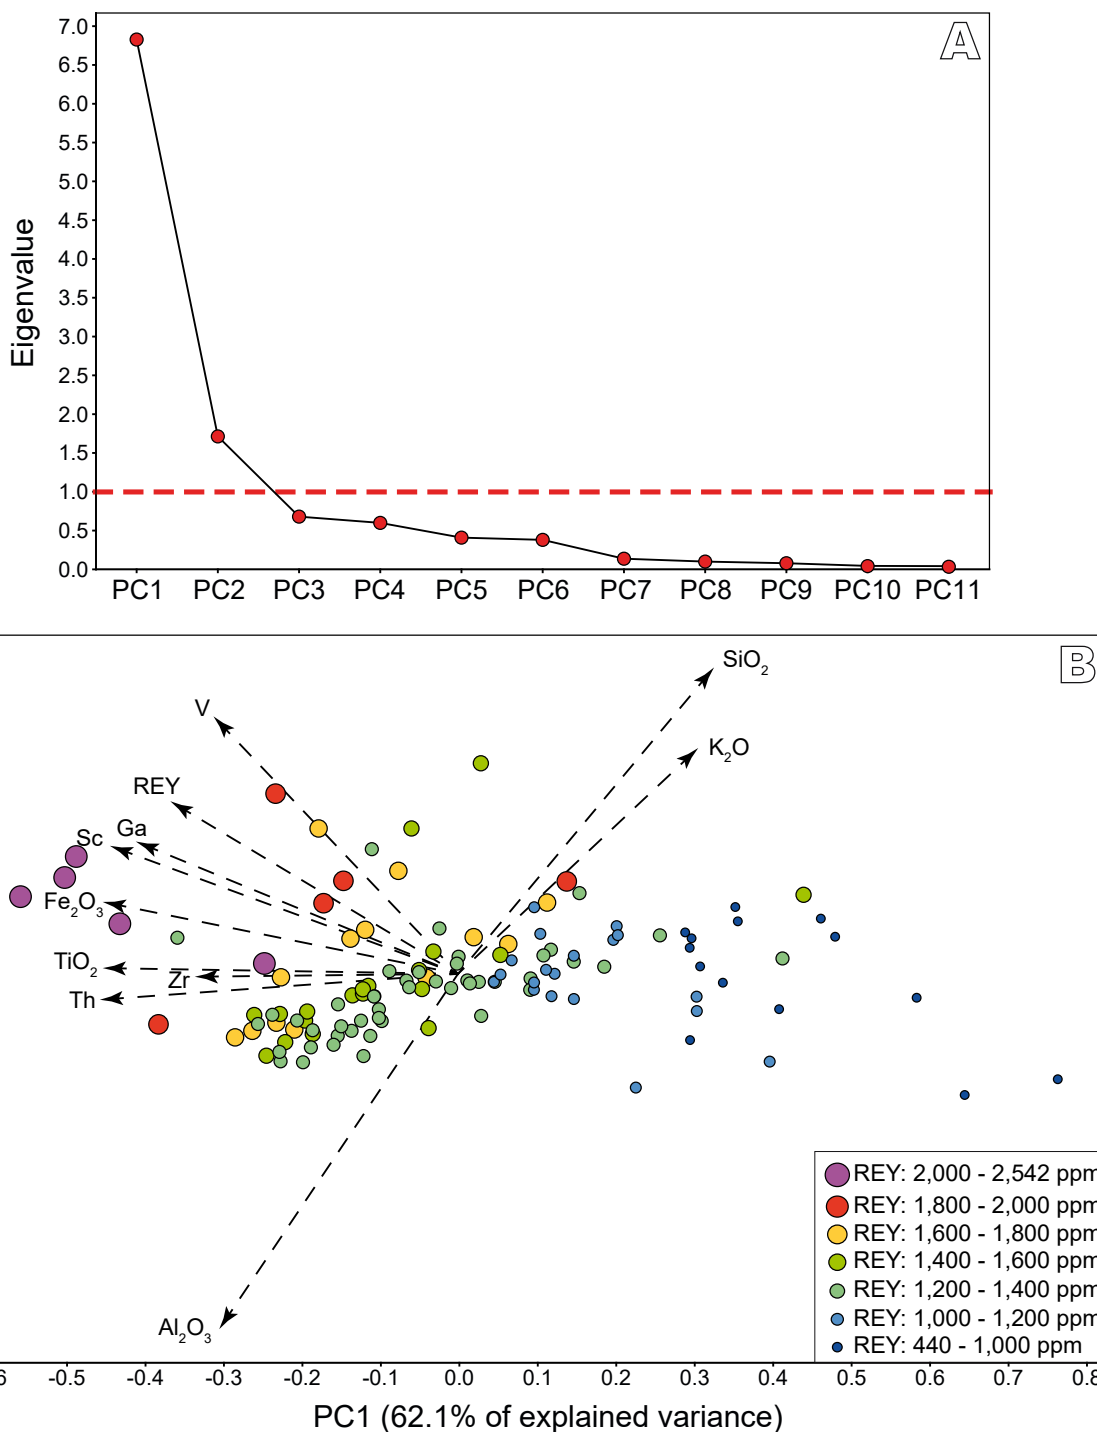 A
7.0
6.5
6.0
5.5
5.0
4.5
4.0
3.5
3.0
2.5
2.0
1.5
1.0
0.5
0.0
Eigenvalue
PC1 PC2 PC3 PC4 PC5 PC6 PC7 PC8 PC9 PC10 PC11
B
SiO2
K2O
V
REY
Ga
Sc
Fe2O3
TiO2
Zr
Th
Al2O3
REY: 2,000 - 2,542 ppm
REY: 1,800 - 2,000 ppm
REY: 1,600 - 1,800 ppm
REY: 1,400 - 1,600 ppm
REY: 1,200 - 1,400 ppm
REY: 1,000 - 1,200 ppm
REY: 440 - 1,000 ppm
6 -0.5 -0.4 -0.3 -0.2 -0.1 0.0 0.1 0.2 0.3 0.4 0.5 0.6 0.7 0.8
PC1 (62.1% of explained variance)